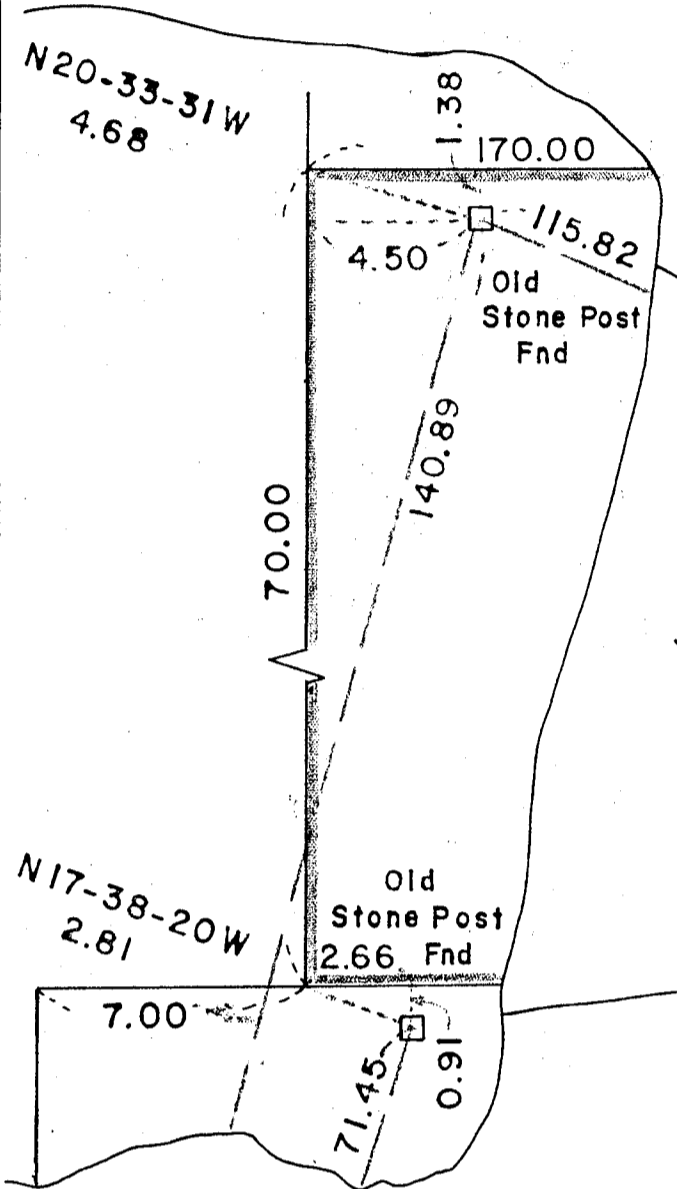 N20-33-31W
4.68
1.38
170.00
115.82
4.50
Old
Stone Post
Fnd
140.89
70.00
N17-38-20W
2.81
Old
Stone Post
2.66 Fnd
7.00
0.91
71.45